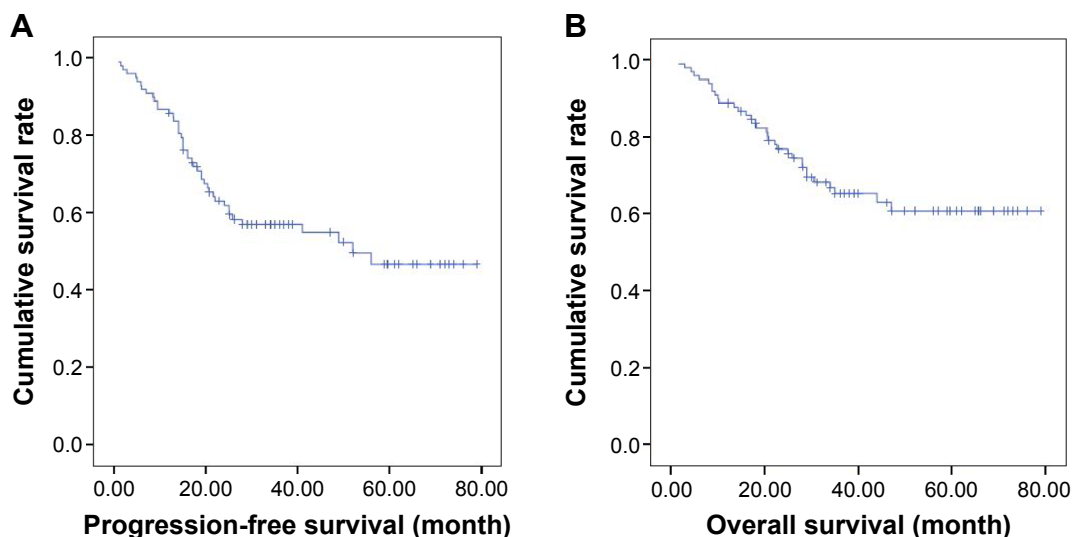 A
B
Cumulative survival rate
1.0
0.8
0.6
0.4
0.2
0.0
0.00 20.00 40.00 60.00 80.00
Progression-free survival (month)
Cumulative survival rate
1.0
0.8
0.6
0.4
0.2
0.0
0.00 20.00 40.00 60.00 80.00
Overall survival (month)